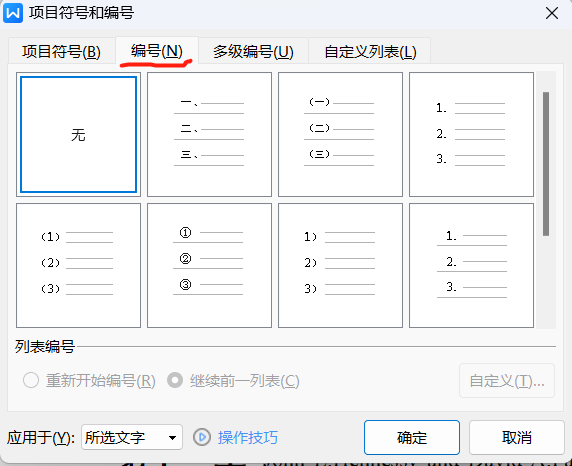 项目符号和编号
项目符号(B) 编号(N) 多级编号(U) 自定义列表(L)
无
一、
二、
三、
（一）
（二）
（三）
1.
2.
3.
（1）
（2）
（3）
①
②
③
1）
2）
3）
1.
2.
3.
列表编号
重新开始编号(R) 继续前一列表(C) 自定义(T)...
应用于(Y): 所选文字 操作技巧 确定 取消